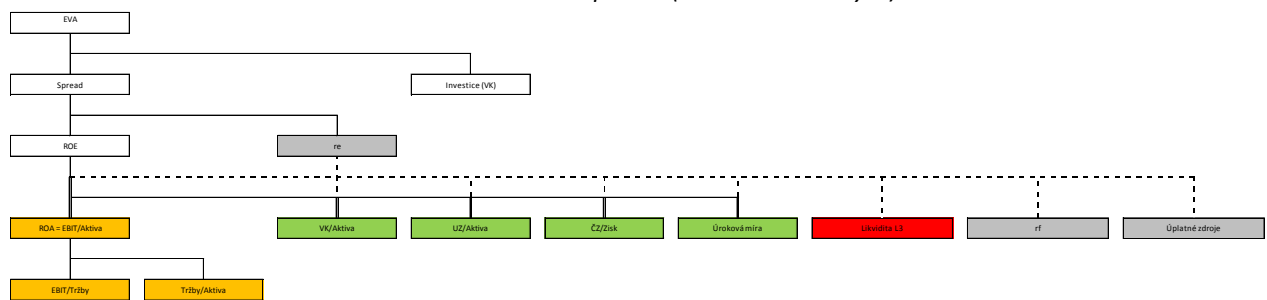 EVA
Spread
Investice (VK)
ROE
re
ROA = EBIT/Aktiva
VK/Aktiva
UZ/Aktiva
ČZ/Zisk
Úroková míra
Likvidita L3
rf
Úplatné zdroje
EBIT/Tržby
Tržby/Aktiva